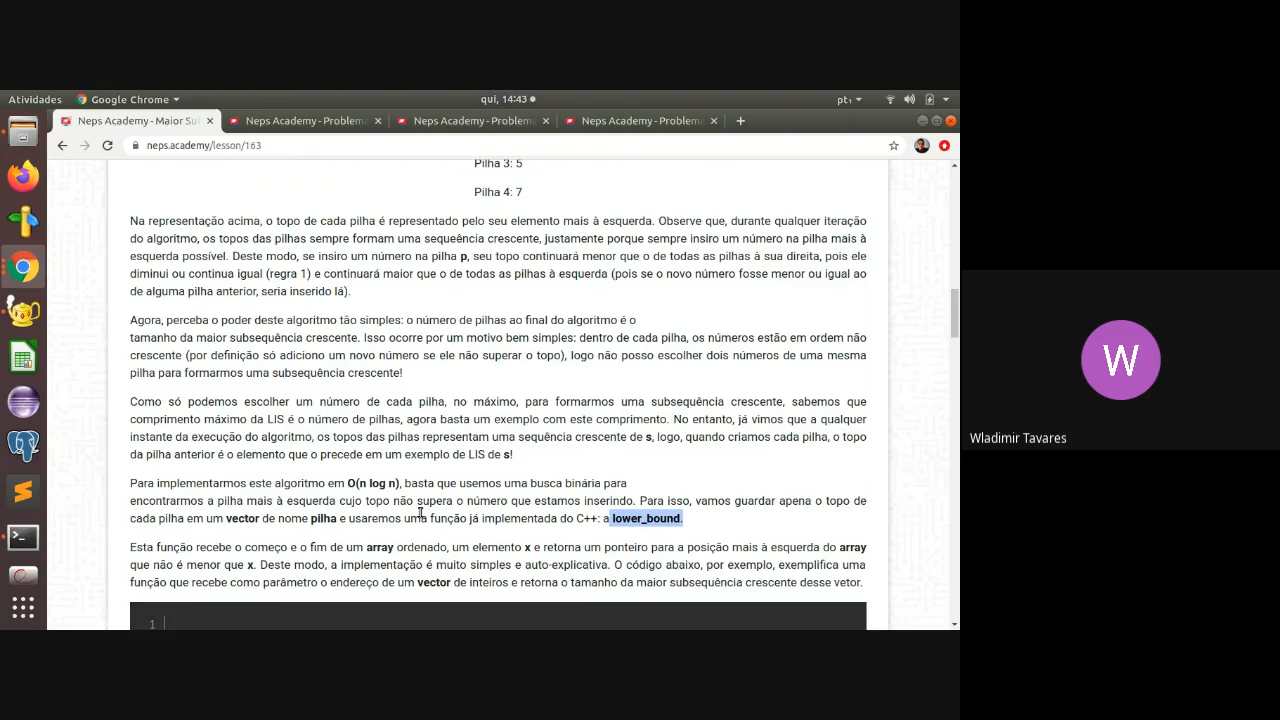 Atividades
Google Chrome
qui, 14:43
pt₁
Neps Academy - Maior Su
Neps Academy - Problema
Neps Academy - Problema
Neps Academy - Problema
neps.academy/lesson/163
Pilha 3: 5
Pilha 4: 7
Na representação acima, o topo de cada pilha é representado pelo seu elemento mais à esquerda. Observe que, durante qualquer iteração
do algoritmo, os topos das pilhas sempre formam uma sequeência crescente, justamente porque sempre insiro um número na pilha mais à
esquerda possível. Deste modo, se insiro um número na pilha p, seu topo continuará menor que o de todas as pilhas à sua direita, pois ele
diminui ou continua igual (regra 1) e continuará maior que o de todas as pilhas à esquerda (pois se o novo número fosse menor ou igual ao
de alguma pilha anterior, seria inserido lá).
Agora, perceba o poder deste algoritmo tão simples: o número de pilhas ao final do algoritmo é o
tamanho da maior subsequência crescente. Isso ocorre por um motivo bem simples: dentro de cada pilha, os números estão em ordem não
crescente (por definição só adiciono um novo número se ele não superar o topo), logo não posso escolher dois números de uma mesma
pilha para formarmos uma subsequência crescente!
Como só podemos escolher um número de cada pilha, no máximo, para formarmos uma subsequência crescente, sabemos que
comprimento máximo da LIS é o número de pilhas, agora basta um exemplo com este comprimento. No entanto, já vimos que a qualquer
instante da execução do algoritmo, os topos das pilhas representam uma sequência crescente de s, logo, quando criamos cada pilha, o topo
da pilha anterior é o elemento que o precede em um exemplo de LIS de s!
Para implementarmos este algoritmo em O(n log n), basta que usemos uma busca binária para
encontrarmos a pilha mais à esquerda cujo topo não supera o número que estamos inserindo. Para isso, vamos guardar apena o topo de
cada pilha em um vector de nome pilha e usaremos uma função já implementada do C++: a lower_bound.
Esta função recebe o começo e o fim de um array ordenado, um elemento x e retorna um ponteiro para a posição mais à esquerda do array
que não é menor que x. Deste modo, a implementação é muito simples e auto-explicativa. O código abaixo, por exemplo, exemplifica uma
função que recebe como parâmetro o endereço de um vector de inteiros e retorna o tamanho da maior subsequência crescente desse vetor.
1
W
Wladimir Tavares